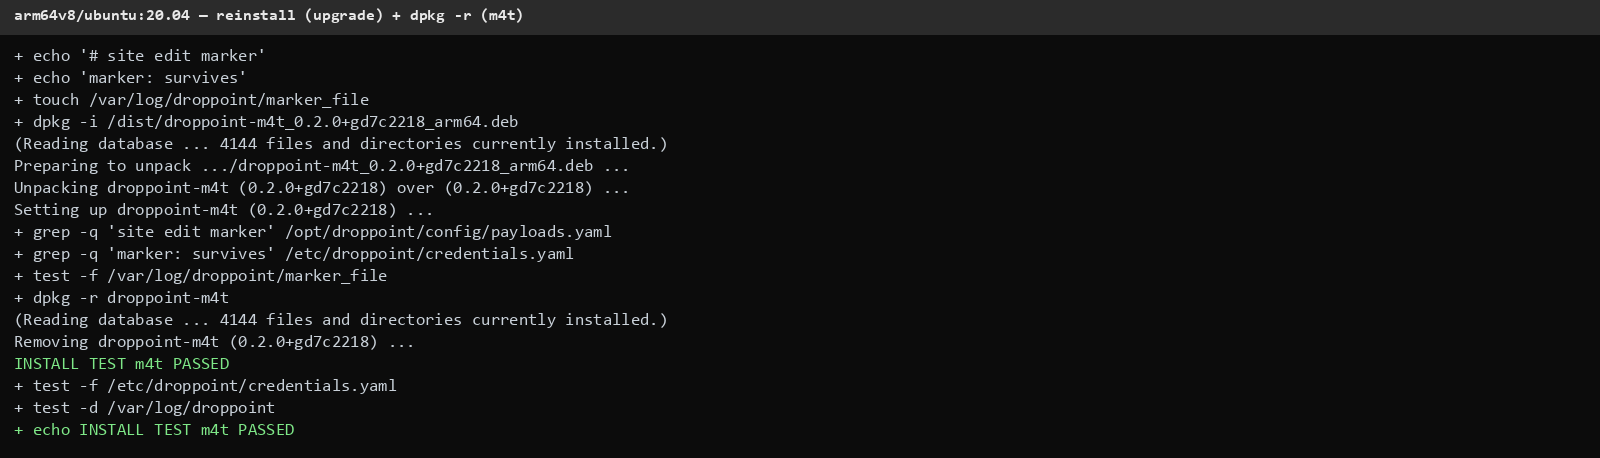 arm64v8/ubuntu:20.04 — reinstall (upgrade) + dpkg -r (m4t)
+ echo '# site edit marker'
+ echo 'marker: survives'
+ touch /var/log/droppoint/marker_file
+ dpkg -i /dist/droppoint-m4t_0.2.0+gd7c2218_arm64.deb
(Reading database ... 4144 files and directories currently installed.)
Preparing to unpack .../droppoint-m4t_0.2.0+gd7c2218_arm64.deb ...
Unpacking droppoint-m4t (0.2.0+gd7c2218) over (0.2.0+gd7c2218) ...
Setting up droppoint-m4t (0.2.0+gd7c2218) ...
+ grep -q 'site edit marker' /opt/droppoint/config/payloads.yaml
+ grep -q 'marker: survives' /etc/droppoint/credentials.yaml
+ test -f /var/log/droppoint/marker_file
+ dpkg -r droppoint-m4t
(Reading database ... 4144 files and directories currently installed.)
Removing droppoint-m4t (0.2.0+gd7c2218) ...
INSTALL TEST m4t PASSED
+ test -f /etc/droppoint/credentials.yaml
+ test -d /var/log/droppoint
+ echo INSTALL TEST m4t PASSED